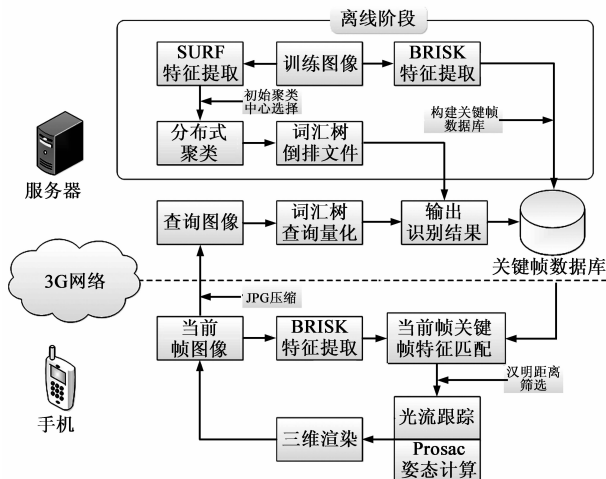 离线阶段
SURF
特征提取
训练图像
BRISK
特征提取
初始聚类
中心选择
构建关键帧
数据库
分布式
聚类
词汇树
倒排文件
服务器
查询图像
词汇树
查询量化
输出
识别结果
关键帧数据库
3G网络
JPG压缩
当前
帧图像
BRISK
特征提取
当前帧关键
帧特征匹配
汉明距离
筛选
手机
三维渲染
光流跟踪
Prosac
姿态计算